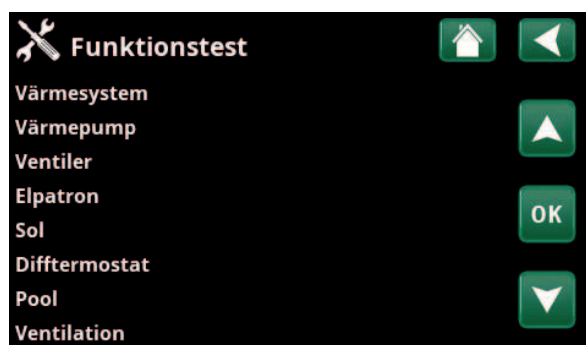 Funktionstest
Värmesystem
Värmepump
Ventiler
Elpatron
Sol
OK
Difftermostat
Pool
Ventilation